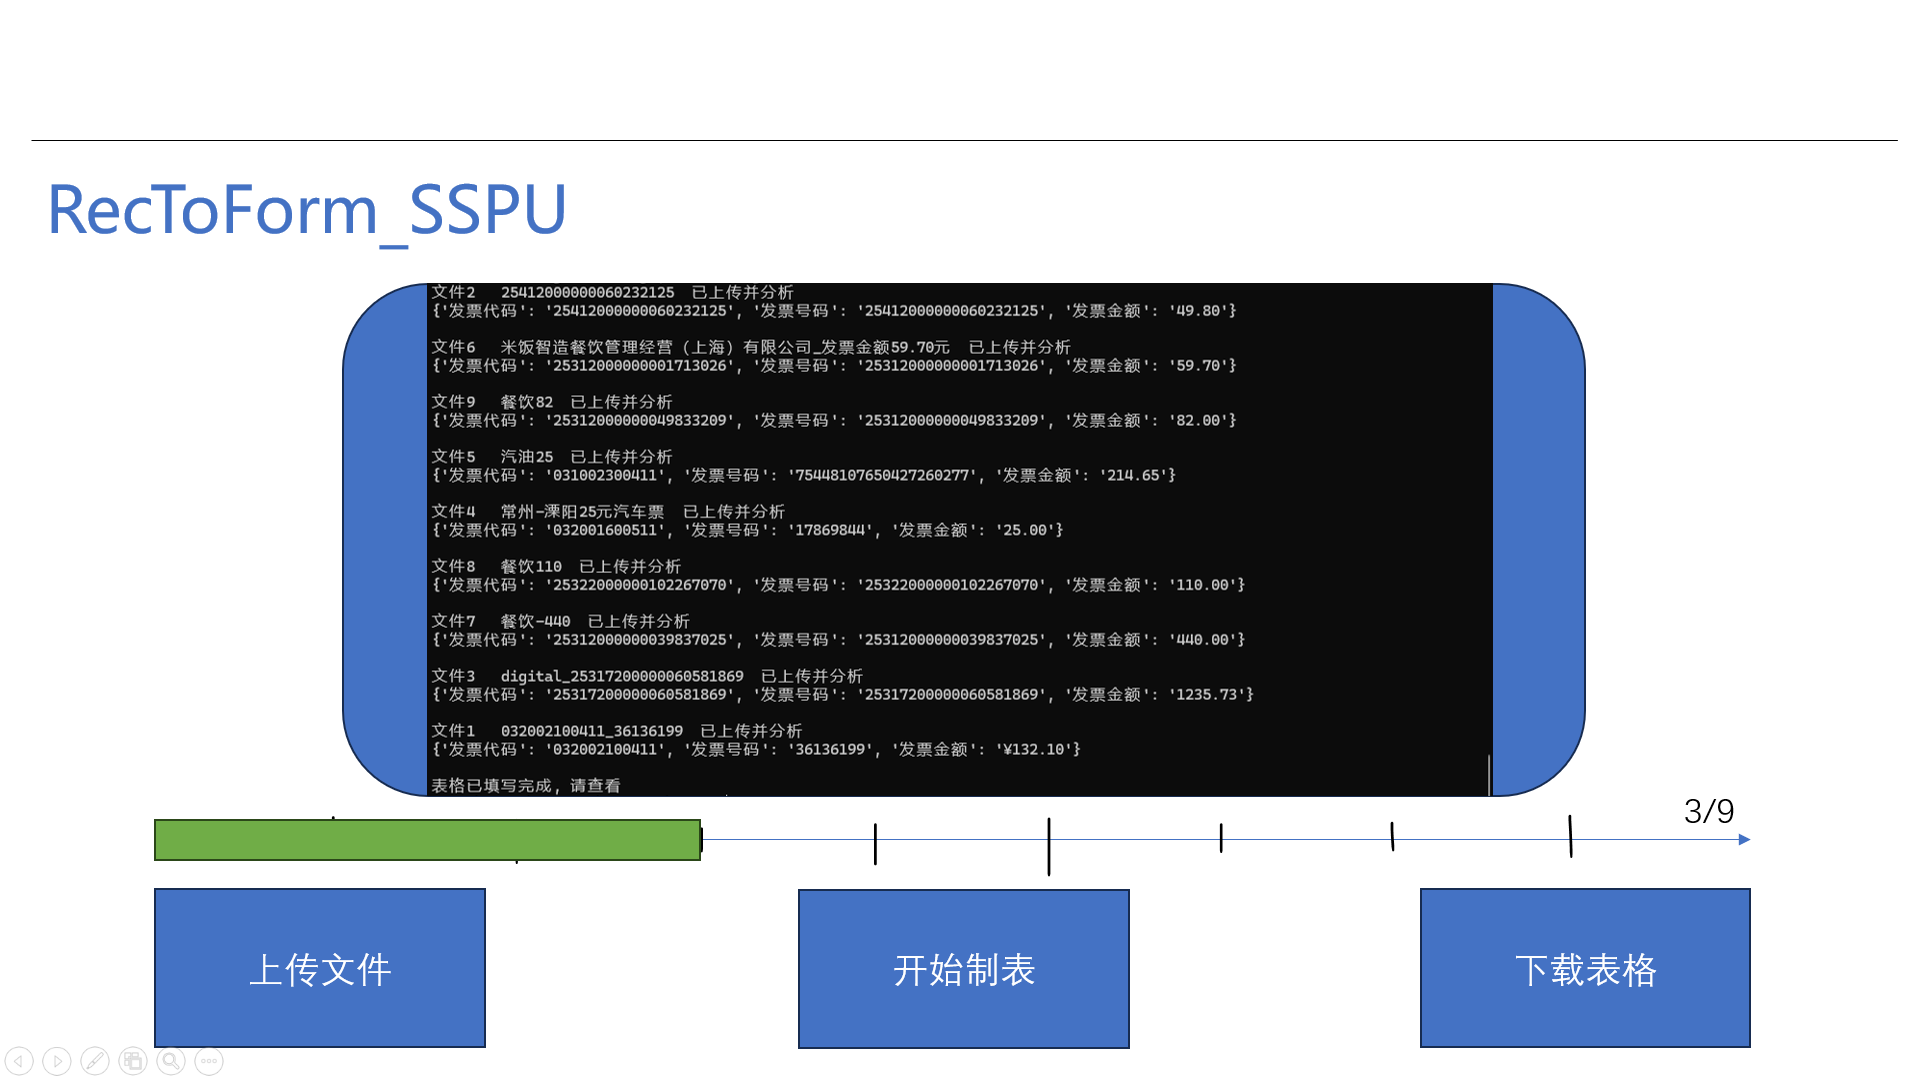 RecToForm_SSPU
文件2   25412000000060232125  已上传并分析
{'发票代码': '25412000000060232125', '发票号码': '25412000000060232125', '发票金额': '49.80'}
文件6   米饭智造餐饮管理经营（上海）有限公司_发票金额59.70元  已上传并分析
{'发票代码': '25312000000001713026', '发票号码': '25312000000001713026', '发票金额': '59.70'}
文件9   餐饮82  已上传并分析
{'发票代码': '25312000000049833209', '发票号码': '25312000000049833209', '发票金额': '82.00'}
文件5   汽油25  已上传并分析
{'发票代码': '031002300411', '发票号码': '75448107650427260277', '发票金额': '214.65'}
文件4   常州-溧阳25元汽车票  已上传并分析
{'发票代码': '032001600511', '发票号码': '17869844', '发票金额': '25.00'}
文件8   餐饮110  已上传并分析
{'发票代码': '25322000000102267070', '发票号码': '25322000000102267070', '发票金额': '110.00'}
文件7   餐饮-440  已上传并分析
{'发票代码': '25312000000039837025', '发票号码': '25312000000039837025', '发票金额': '440.00'}
文件3   digital_25317200000060581869  已上传并分析
{'发票代码': '25317200000060581869', '发票号码': '25317200000060581869', '发票金额': '1235.73'}
文件1   032002100411_36136199  已上传并分析
{'发票代码': '032002100411', '发票号码': '36136199', '发票金额': '¥132.10'}
表格已填写完成，请查看
3/9
上传文件
开始制表
下载表格